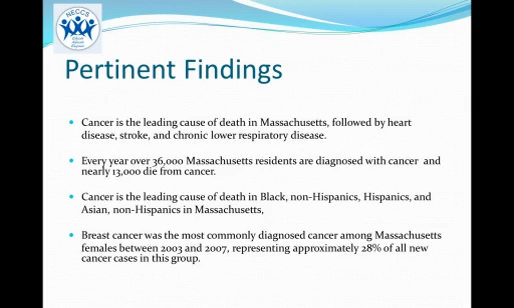 NECCS
Pertinent Findings
• Cancer is the leading cause of death in Massachusetts, followed by heart
disease, stroke, and chronic lower respiratory disease.
• Every year over 36,000 Massachusetts residents are diagnosed with cancer and
nearly 13,000 die from cancer.
• Cancer is the leading cause of death in Black, non-Hispanics, Hispanics, and
Asian, non-Hispanics in Massachusetts,
• Breast cancer was the most commonly diagnosed cancer among Massachusetts
females between 2003 and 2007, representing approximately 28% of all new
cancer cases in this group.